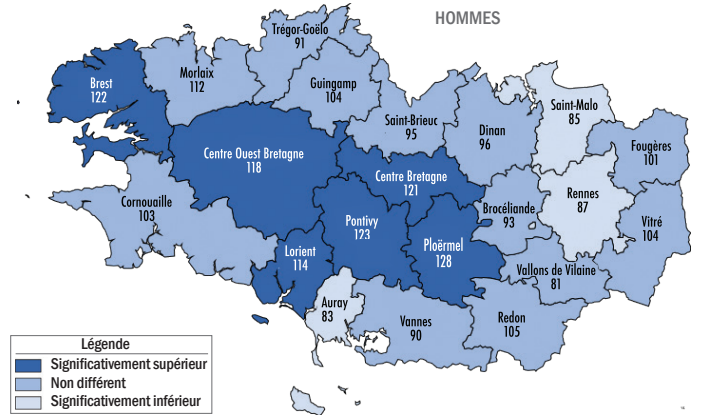 HOMMES
Trégor-Goëlo
91
Brest
122
Morlaix
112
Guingamp
104
Saint-Brieuc
95
Dinan
96
Saint-Malo
85
Fougères
101
Centre Ouest Bretagne
118
Centre Bretagne
121
Rennes
87
Cornouaille
103
Brocéliande
93
Vitré
104
Pontivy
123
Ploërmel
128
Lorient
114
Vallons de Vilaine
81
Auray
83
Vannes
90
Redon
105
Légende
Significativement supérieur
Non différent
Significativement inférieur